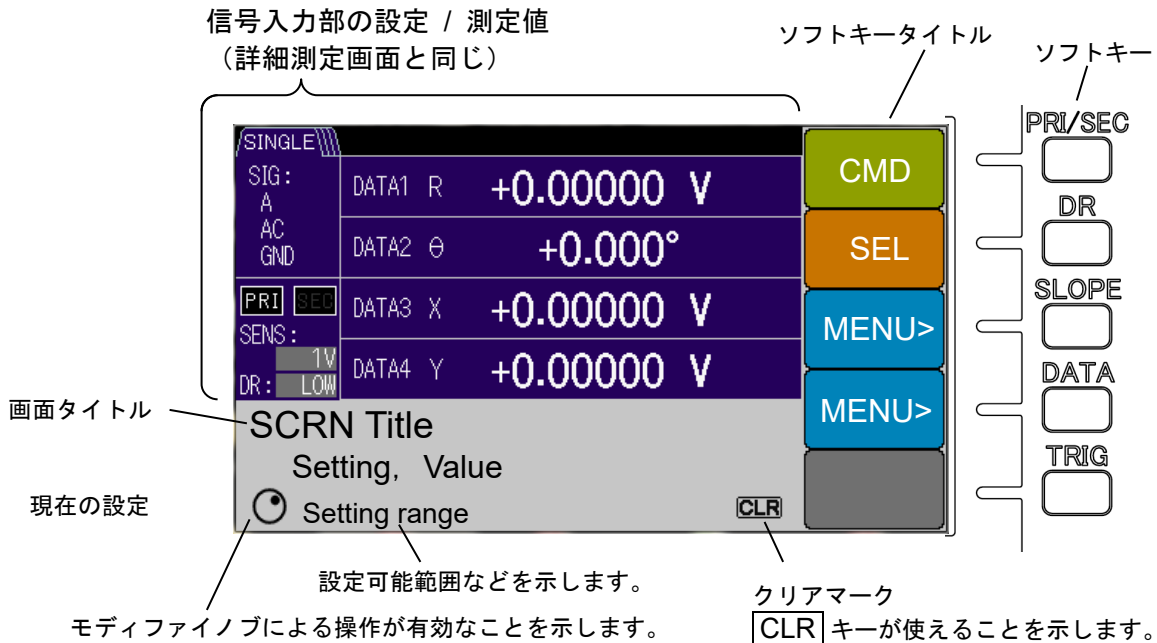 信号入力部の設定 / 測定値
（詳細測定画面と同じ）
ソフトキータイトル
ソフトキー
SINGLE
SIG:
A
AC
GND
PRI SEC
SENS:
1V
DR: LOW
DATA1 R +0.00000 V
DATA2 θ +0.000°
DATA3 X +0.00000 V
DATA4 Y +0.00000 V
CMD
SEL
MENU>
MENU>
PRI/SEC
DR
SLOPE
DATA
TRIG
画面タイトル
SCRN Title
Setting, Value
現在の設定
Setting range
CLR
設定可能範囲などを示します。
クリアマーク
モディファイノブによる操作が有効なことを示します。
CLR キーが使えることを示します。